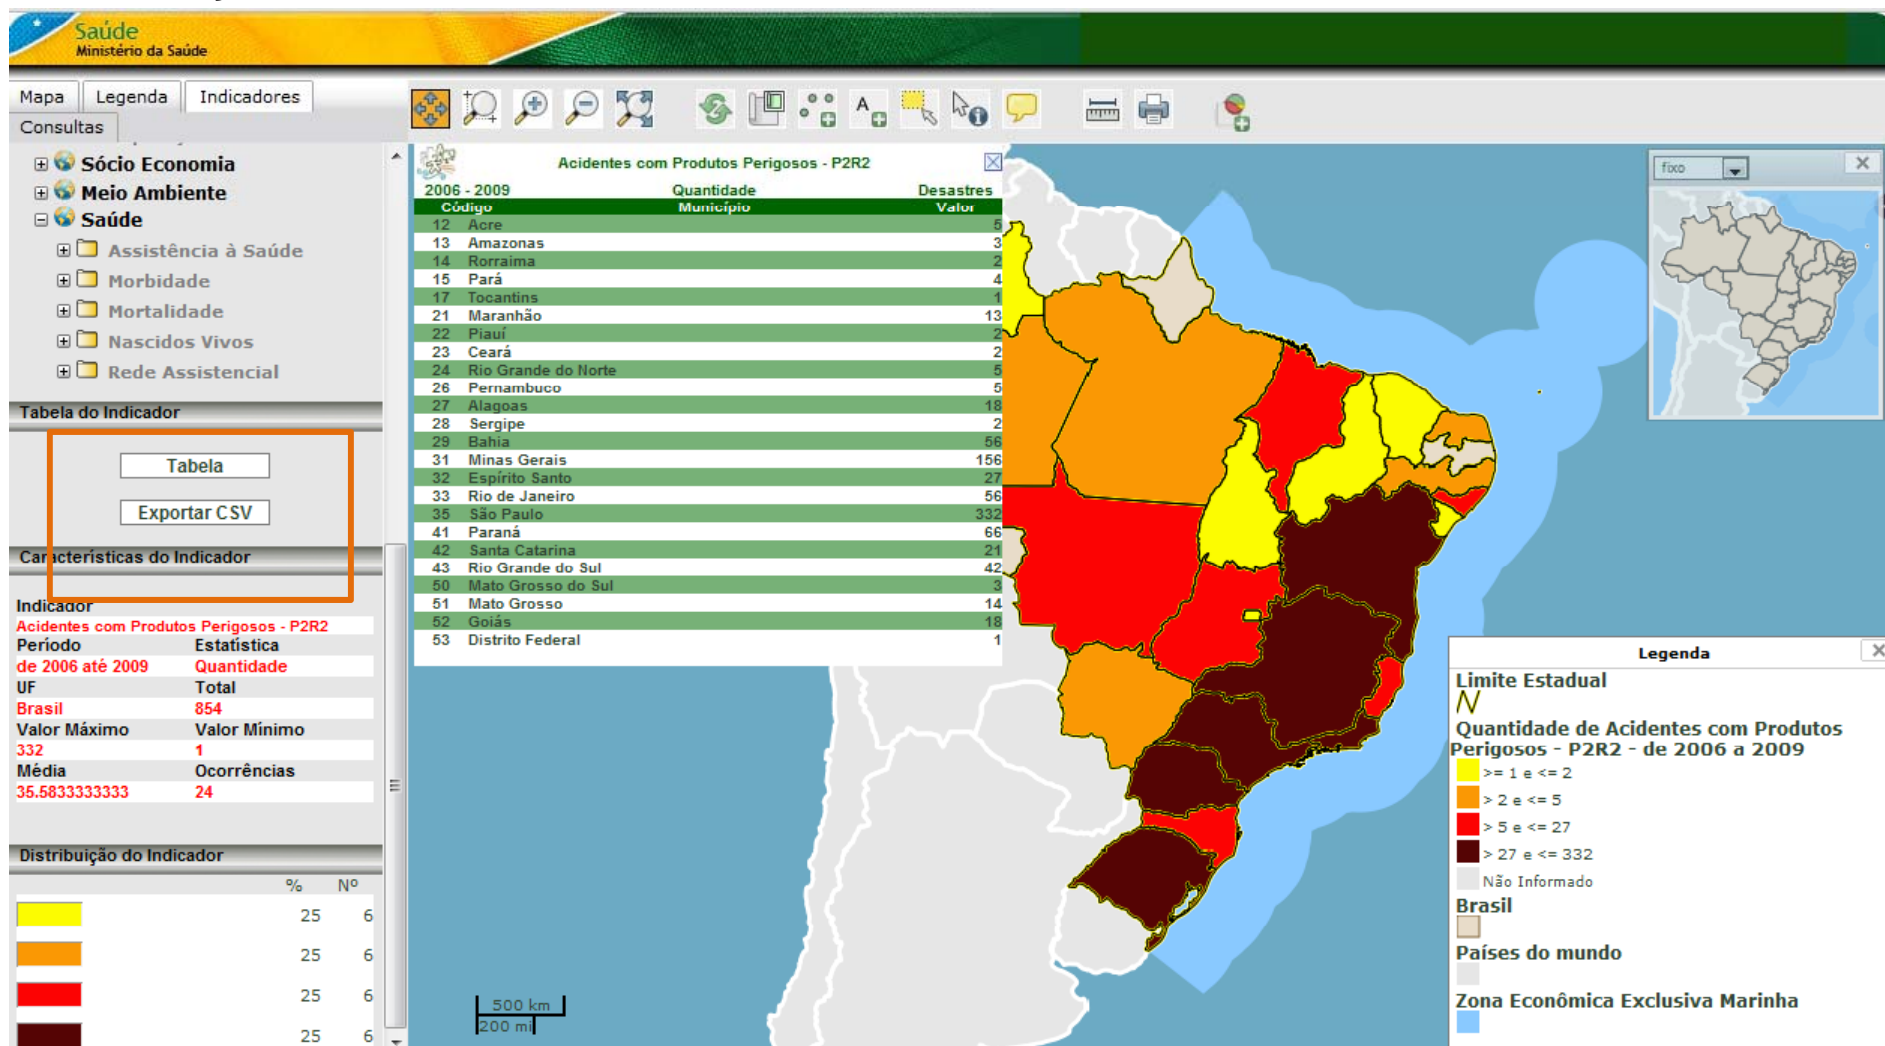 Saúde
Ministério da Saúde
Mapa
Legenda
Indicadores
Consultas
Sócio Economia
Meio Ambiente
Saúde
Assistência à Saúde
Morbidade
Mortalidade
Nascidos Vivos
Rede Assistencial
Tabela do Indicador
Tabela
Exportar CSV
Características do Indicador
Indicador
Acidentes com Produtos Perigosos - P2R2
Período Estatística
de 2006 até 2009 Quantidade
UF Total
Brasil 854
Valor Máximo Valor Mínimo
332 1
Média Ocorrências
35.5833333333 24
Distribuição do Indicador
% Nº
25 6
25 6
25 6
25 6
Acidentes com Produtos Perigosos - P2R2
2006 - 2009 Quantidade Desastres
Código Município Valor
12 Acre 5
13 Amazonas 3
14 Rorraima 2
15 Pará 4
17 Tocantins 1
21 Maranhão 13
22 Piauí 2
23 Ceará 2
24 Rio Grande do Norte 5
26 Pernambuco 5
27 Alagoas 18
28 Sergipe 2
29 Bahia 56
31 Minas Gerais 156
32 Espírito Santo 27
33 Rio de Janeiro 56
35 São Paulo 332
41 Paraná 66
42 Santa Catarina 21
43 Rio Grande do Sul 42
50 Mato Grosso do Sul 3
51 Mato Grosso 14
52 Goiás 18
53 Distrito Federal 1
500 km
200 mi
fixo
Legenda
Limite Estadual
Quantidade de Acidentes com Produtos
Perigosos - P2R2 - de 2006 a 2009
>= 1 e <= 2
> 2 e <= 5
> 5 e <= 27
> 27 e <= 332
Não Informado
Brasil
Países do mundo
Zona Econômica Exclusiva Marinha